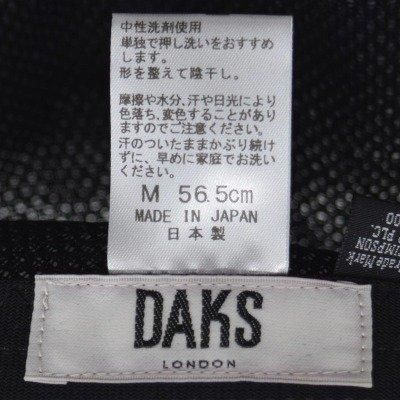 中性洗剤使用
単独で押し洗いをおすすめ
します。
形を整えて陰干し。
摩擦や水分、汗や日光により
色落ち、変色することがあり
ますのでご注意ください。
汗のついたままかぶり続け
ずに、早めに家庭でお洗い
ください。
M 56.5cm
MADE IN JAPAN
日本製
DAKS
LONDON
rade Mark
PLC.
00